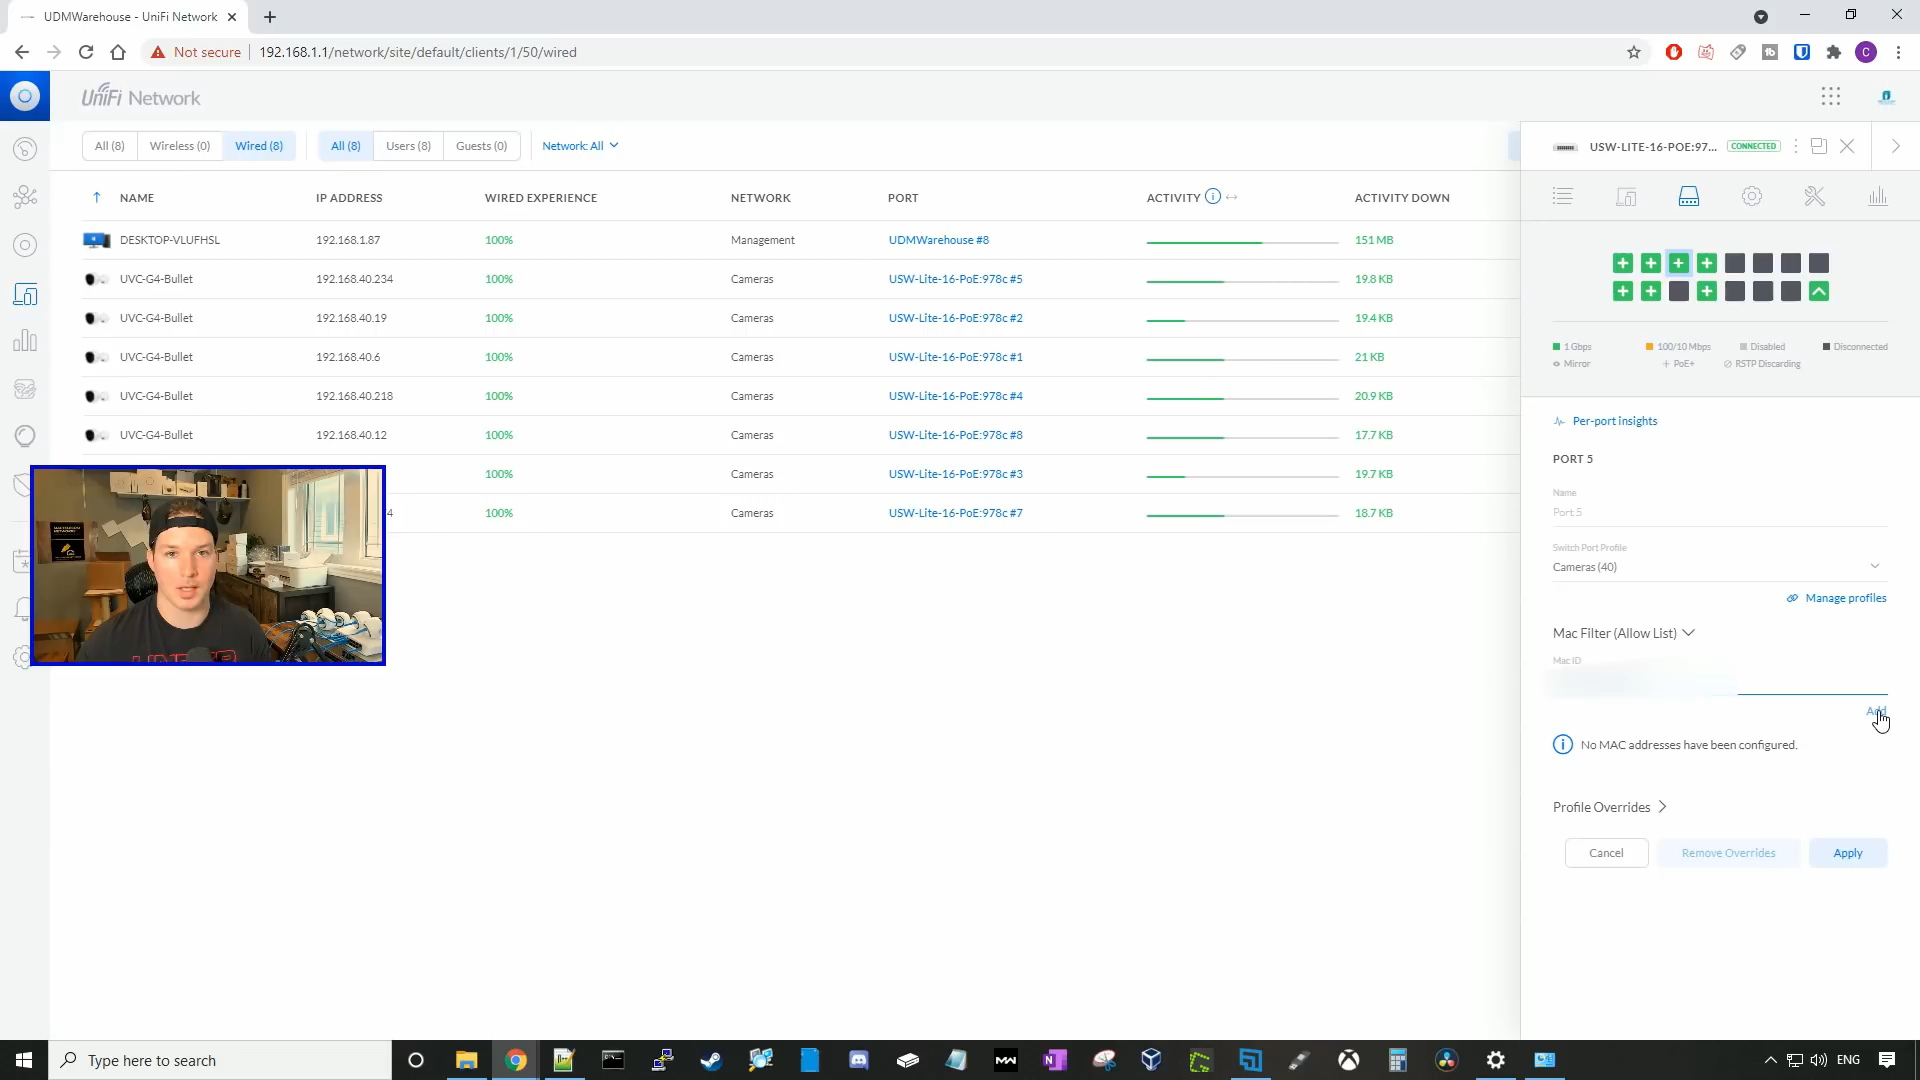 UDMWarehouse - UniFi Network
Not secure
192.168.1.1/network/site/default/clients/1/50/wired
C
UniFi Network
All (8)
Wireless (0)
Wired (8)
All (8)
Users (8)
Guests (0)
Network: All
NAME
IP ADDRESS
WIRED EXPERIENCE
NETWORK
PORT
ACTIVITY
ACTIVITY DOWN
DESKTOP-VLUFHSL 192.168.1.87 100% Management UDMWarehouse #8 151 MB
UVC-G4-Bullet 192.168.40.234 100% Cameras USW-Lite-16-PoE:978c #5 19.8 KB
UVC-G4-Bullet 192.168.40.19 100% Cameras USW-Lite-16-PoE:978c #2 19.4 KB
UVC-G4-Bullet 192.168.40.6 100% Cameras USW-Lite-16-PoE:978c #1 21 KB
UVC-G4-Bullet 192.168.40.218 100% Cameras USW-Lite-16-PoE:978c #4 20.9 KB
UVC-G4-Bullet 192.168.40.12 100% Cameras USW-Lite-16-PoE:978c #8 17.7 KB
100% Cameras USW-Lite-16-PoE:978c #3 19.7 KB
4 100% Cameras USW-Lite-16-PoE:978c #7 18.7 KB
USW-LITE-16-POE:97...
CONNECTED
1 Gbps
100/10 Mbps
Disabled
Disconnected
Mirror
PoE+
RSTP Discarding
Per-port insights
PORT 5
Name
Port 5
Switch Port Profile
Cameras (40)
Manage profiles
Mac Filter (Allow List)
Mac ID
Add
No MAC addresses have been configured.
Profile Overrides
Cancel
Remove Overrides
Apply
Type here to search
ENG